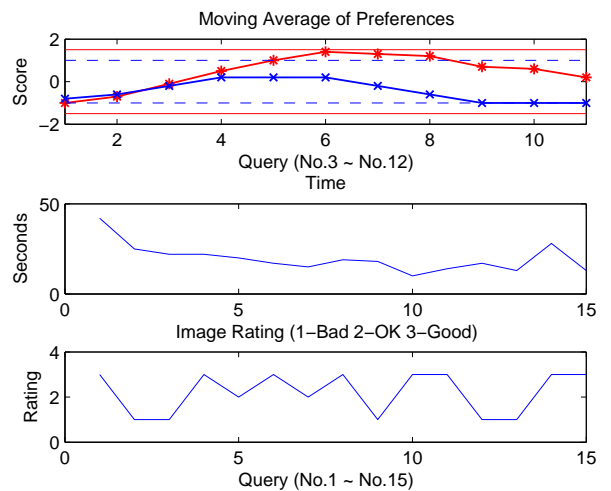 Moving Average of Preferences
2
0
−2
Score
2
4
6
8
10
Query (No.3 ~ No.12)
Time
50
0
Seconds
0
5
10
15
Image Rating (1−Bad 2−OK 3−Good)
4
2
0
Rating
0
5
10
15
Query (No.1 ~ No.15)